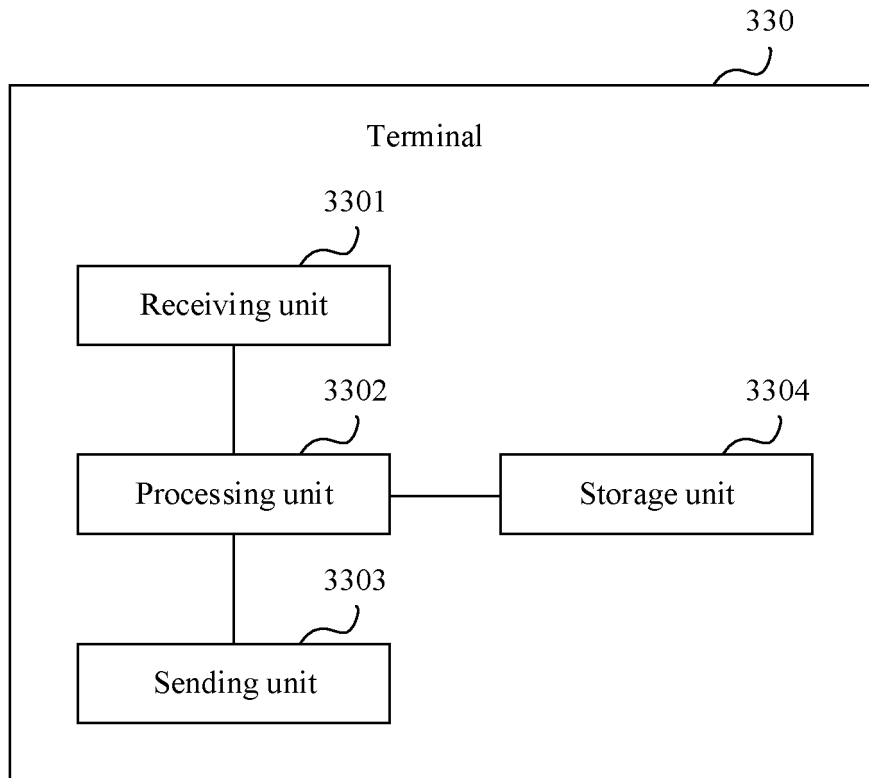 330
Terminal
3301
Receiving unit
3302
3304
Processing unit
Storage unit
3303
Sending unit